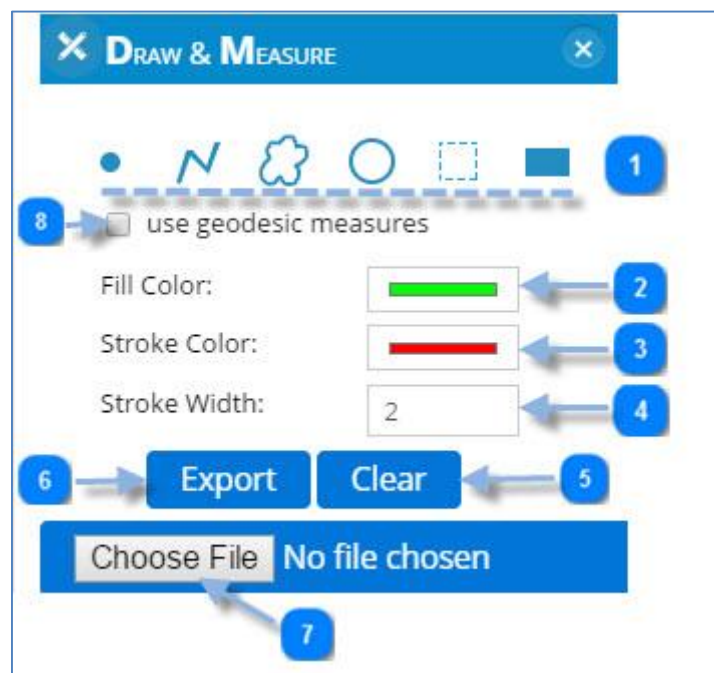 DRAW & MEASURE
1
8
use geodesic measures
Fill Color:
2
Stroke Color:
3
Stroke Width:
2
4
6
Export
Clear
5
Choose File No file chosen
7